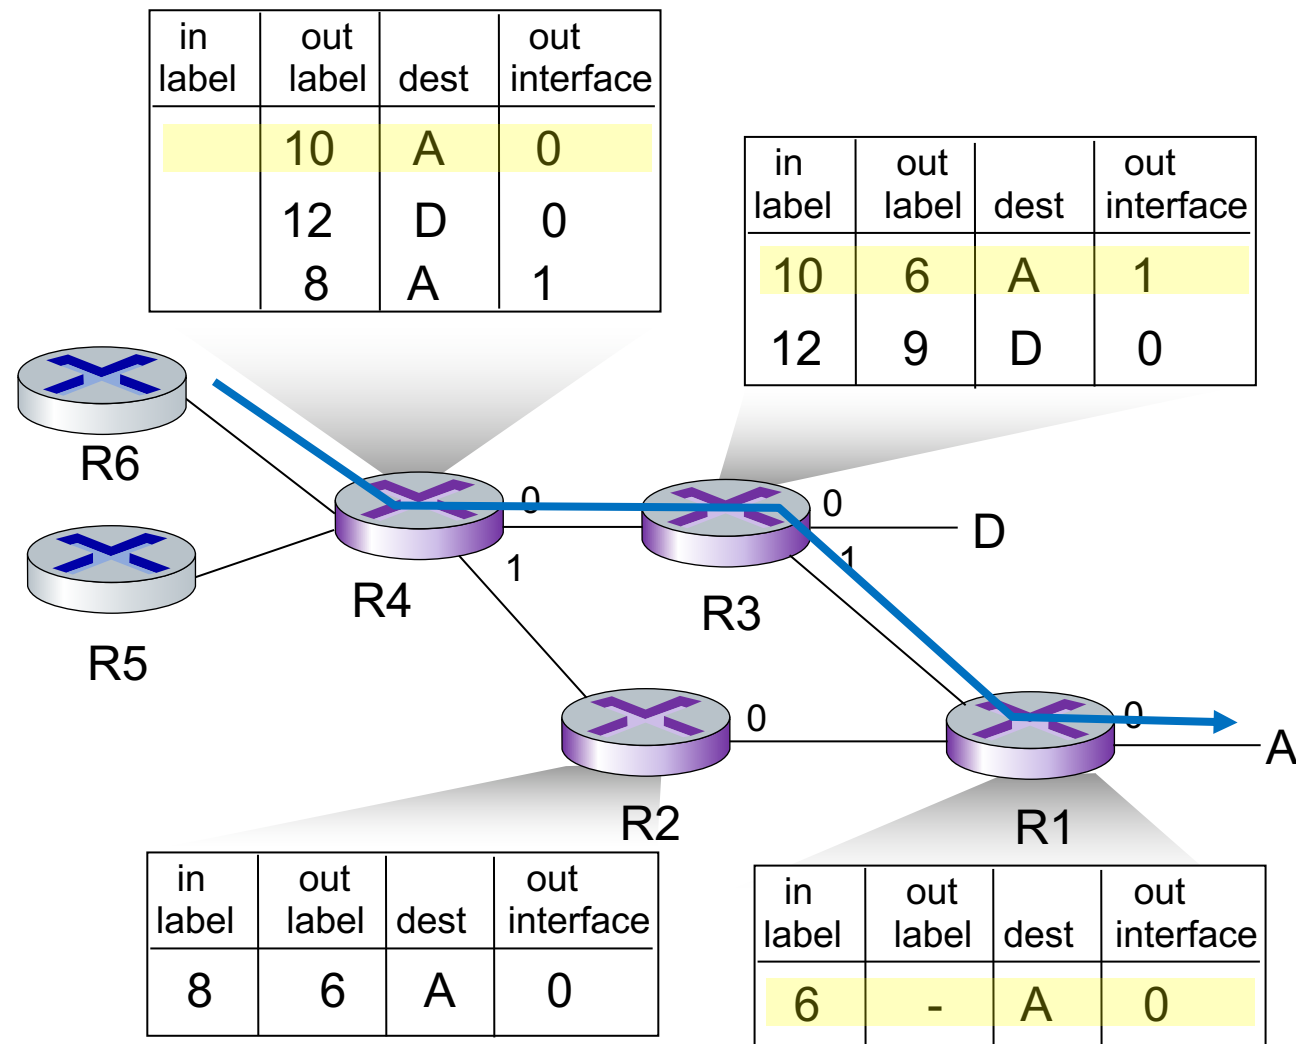 in out out
label label dest interface
10 A 0
12 D 0
8 A 1
in out out
label label dest interface
10 6 A 1
12 9 D 0
R6
0
0
D
1
1
R4
R3
R5
0
0
A
R2
R1
in out out
label label dest interface
8 6 A 0
in out out
label label dest interface
6 - A 0